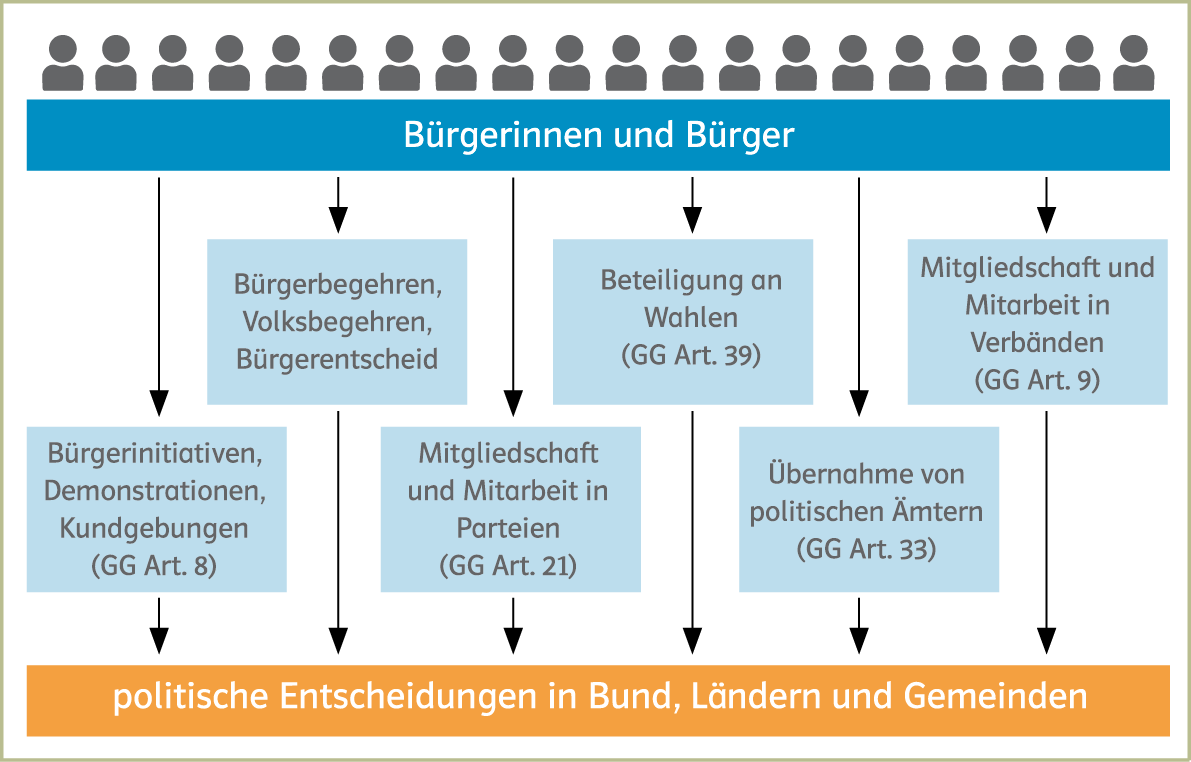 Bürgerinnen und Bürger
Bürgerbegehren,
Volksbegehren,
Bürgerentscheid
Beteiligung an
Wahlen
(GG Art. 39)
Mitgliedschaft und
Mitarbeit in
Verbänden
(GG Art. 9)
Bürgerinitiativen,
Demonstrationen,
Kundgebungen
(GG Art. 8)
Mitgliedschaft
und Mitarbeit in
Parteien
(GG Art. 21)
Übernahme von
politischen Ämtern
(GG Art. 33)
politische Entscheidungen in Bund, Ländern und Gemeinden